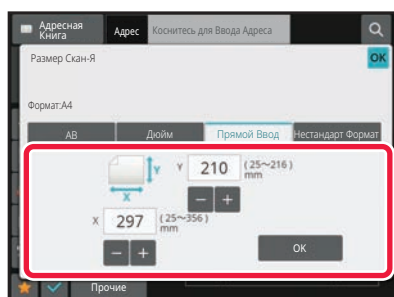 Адресная Книга
Адрес
Коснитесь для Ввода Адреса
Размер Скан-Я
OK
Формат:A4
AB
Дюйм
Прямой Ввод
Нестандарт Формат
Y
Y 210 (25~216) mm
X
X 297 (25~356) mm
OK
Прочие